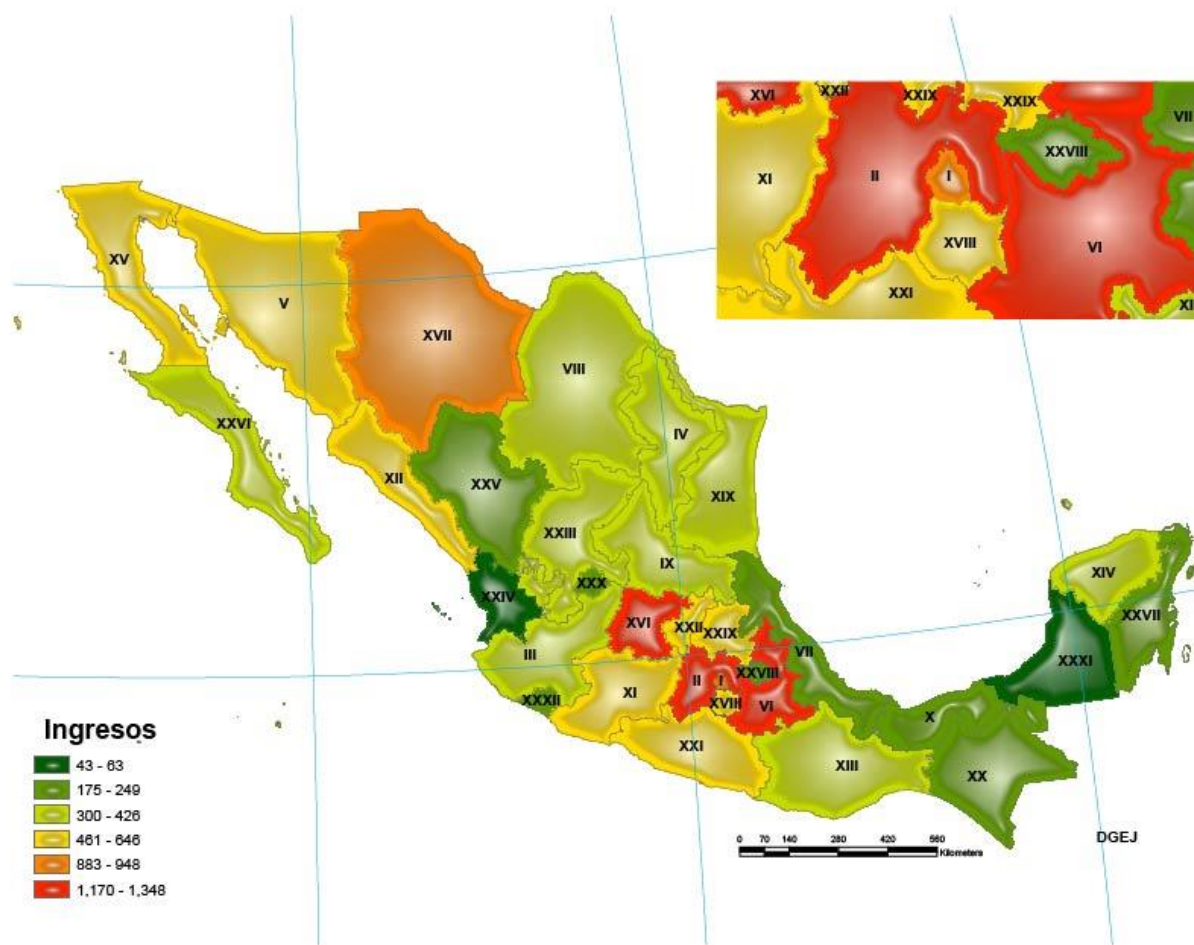 XVI
XXII
XXIX
XXIX
VII
XXVIII
XI
II
I
XVIII
VI
XXI
XI
XV
V
XVII
VIII
XXVI
IV
XII
XXV
XIX
XXIII
IX
XXX
XXIV
XIV
XVI
XXII
XXIX
XXVII
III
VII
XXXI
XXVIII
II
I
XI
XVIII
VI
XXXII
X
XXI
XIII
XX
Ingresos
43 - 63
175 - 249
300 - 426
461 - 646
883 - 948
1,170 - 1,348
0 70 140 280 420 560
Kilometers
DGEJ